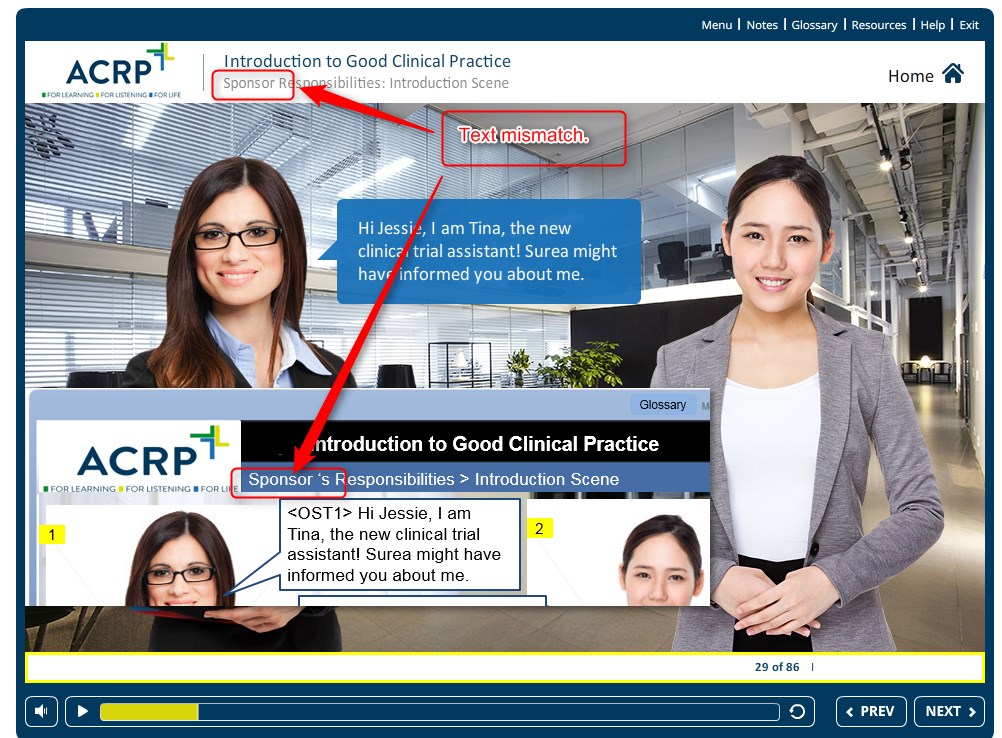 Menu | Notes | Glossary | Resources | Help | Exit
ACRP
FOR LEARNING FOR LISTENING FOR LIFE
Introduction to Good Clinical Practice
Sponsor Responsibilities: Introduction Scene
Home
Text mismatch.
Hi Jessie, I am Tina, the new
clinical trial assistant! Surea might
have informed you about me.
Glossary
M
ACRP
FOR LEARNING FOR LISTENING FOR LIFE
Introduction to Good Clinical Practice
Sponsor ‘s Responsibilities > Introduction Scene
1
<OST1> Hi Jessie, I am
Tina, the new clinical trial
assistant! Surea might have
informed you about me.
2
29 of 86 |
PREV
NEXT